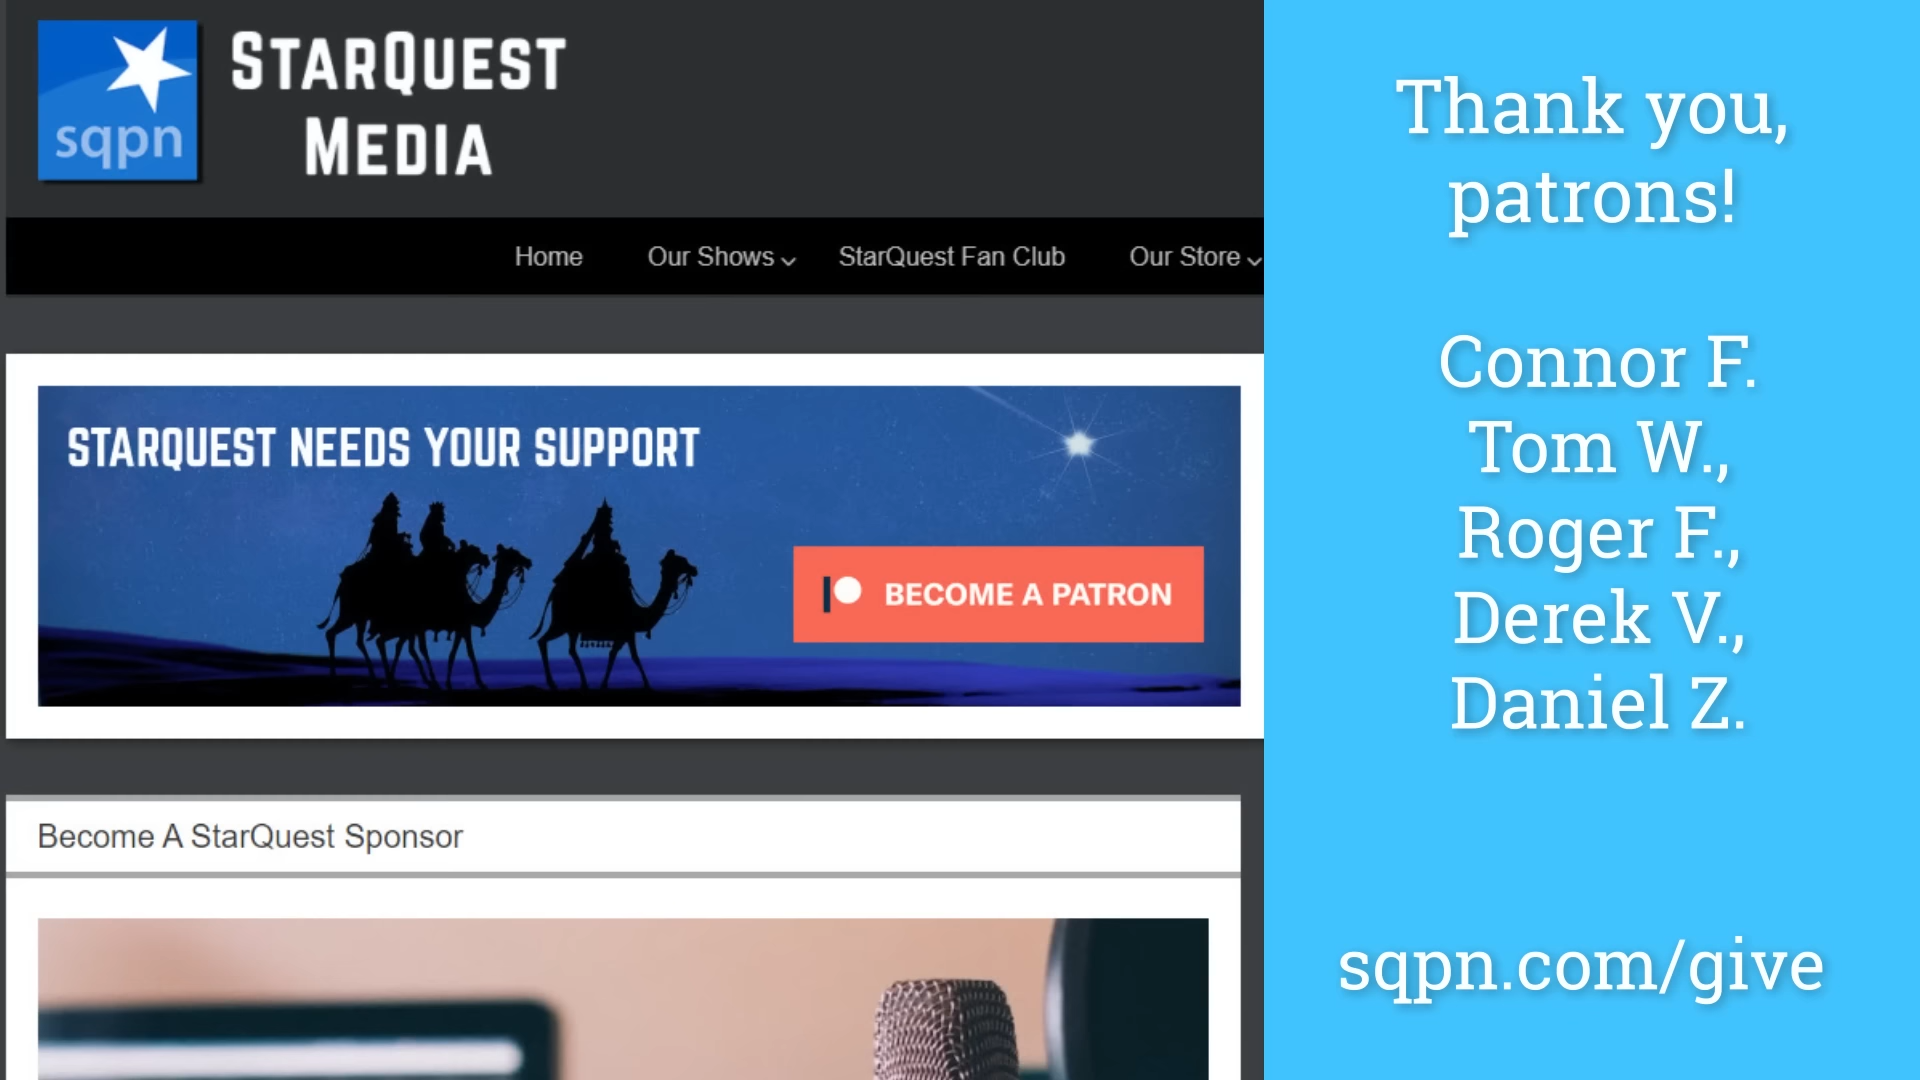 sqpn
STARQUEST
MEDIA
Home Our Shows StarQuest Fan Club Our Store
STARQUEST NEEDS YOUR SUPPORT
BECOME A PATRON
Become A StarQuest Sponsor
Thank you,
patrons!
Connor F.
Tom W.,
Roger F.,
Derek V.,
Daniel Z.
sqpn.com/give